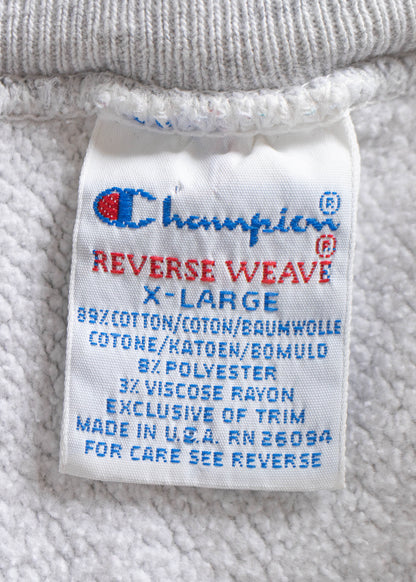 Champion®
REVERSE WEAVE®
X-LARGE
89% COTTON/COTON/BAUMWOLLE
COTONE/KATOEN/BOMULD
8% POLYESTER
3% VISCOSE RAYON
EXCLUSIVE OF TRIM
MADE IN U.S.A. RN 26094
FOR CARE SEE REVERSE